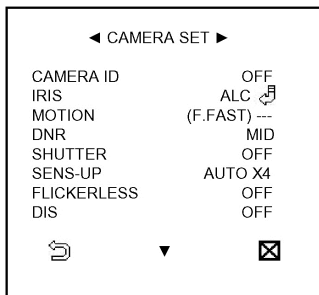 ◄ CAMERA SET ►
CAMERA ID OFF
IRIS ALC
MOTION (F.FAST) ---
DNR MID
SHUTTER OFF
SENS-UP AUTO X4
FLICKERLESS OFF
DIS OFF